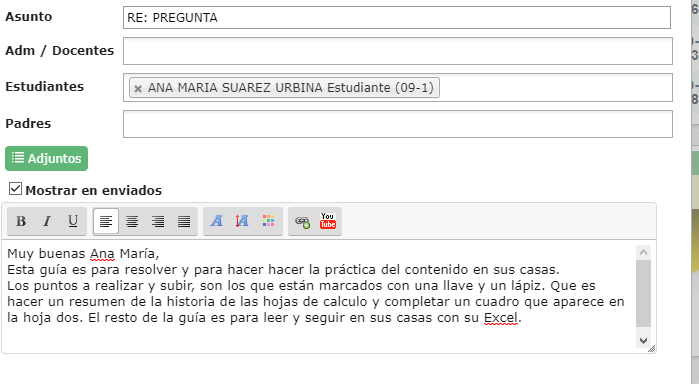 Asunto RE: PREGUNTA
Adm / Docentes
Estudiantes × ANA MARIA SUAREZ URBINA Estudiante (09-1)
Padres
Adjuntos
Mostrar en enviados
B I U A A You Tube
Muy buenas Ana María,
Esta guía es para resolver y para hacer hacer la práctica del contenido en sus casas.
Los puntos a realizar y subir, son los que están marcados con una llave y un lápiz. Que es
hacer un resumen de la historia de las hojas de calculo y completar un cuadro que aparece en
la hoja dos. El resto de la guía es para leer y seguir en sus casas con su Excel.